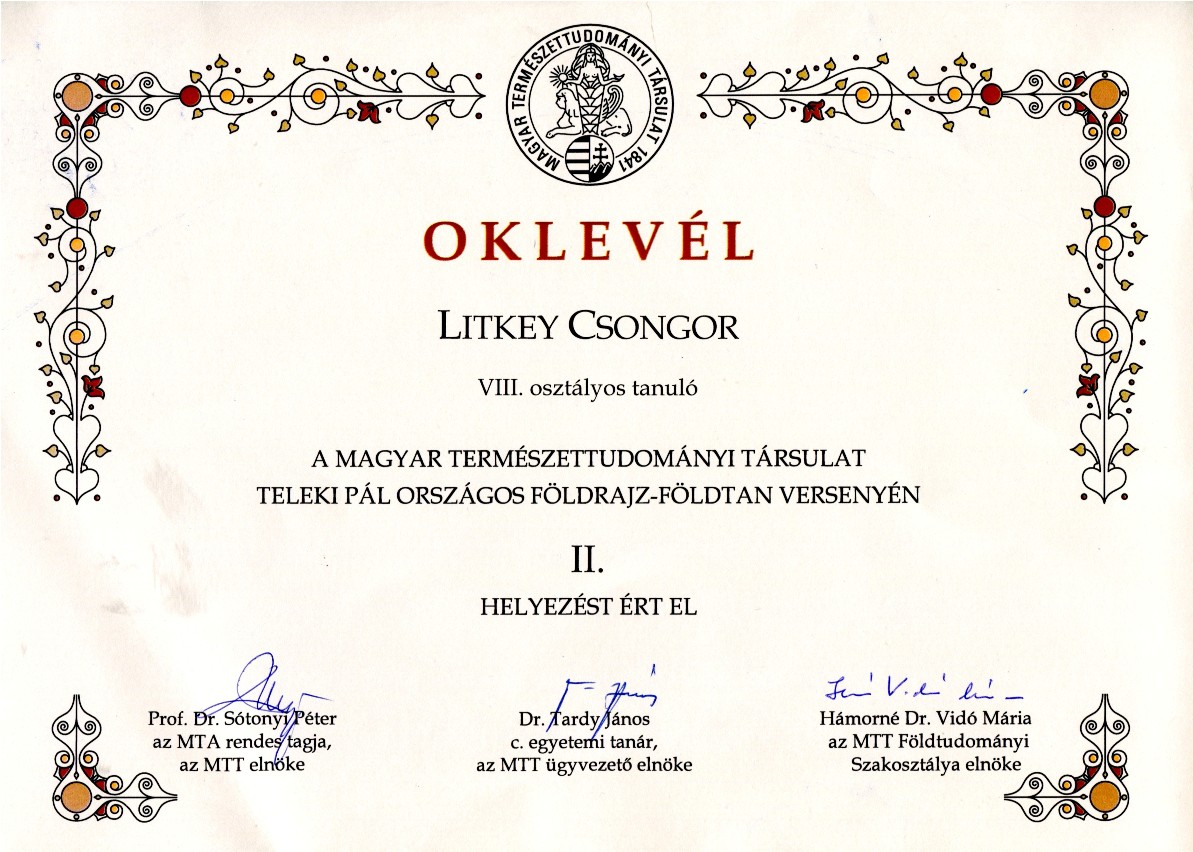 MAGYAR TERMÉSZETTUDOMÁNYI TÁRSULAT 1841
OKLEVÉL
LITKEY CSONGOR
VIII. osztályos tanuló
A MAGYAR TERMÉSZETTUDOMÁNYI TÁRSULAT
TELEKI PÁL ORSZÁGOS FÖLDRAJZ-FÖLDTAN VERSENYÉN
II.
HELYEZÉST ÉRT EL
Prof. Dr. Sótonyi Péter
az MTA rendes tagja,
az MTT elnöke
Dr. Tardy János
c. egyetemi tanár,
az MTT ügyvezető elnöke
Hámorné Dr. Vidó Mária
az MTT Földtudományi
Szakosztálya elnöke